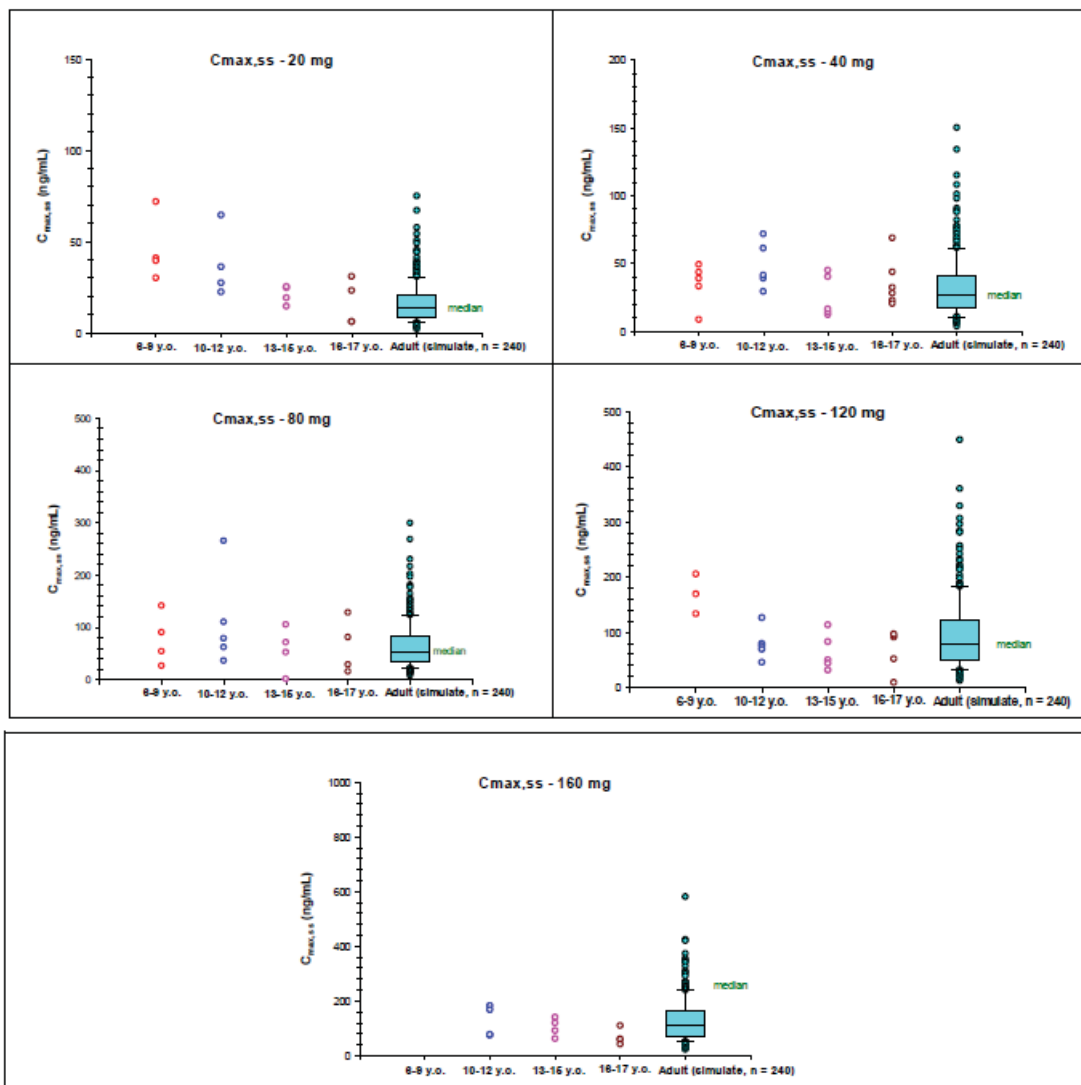 Cmax,ss - 20 mg
150
100
50
0
Cmax,ss (ng/mL)
median
6-9 y.o. 10-12 y.o. 13-15 y.o. 16-17 y.o. Adult (simulate, n = 240)
Cmax,ss - 40 mg
200
150
100
50
0
Cmax,ss (ng/mL)
median
6-9 y.o. 10-12 y.o. 13-15 y.o. 16-17 y.o. Adult (simulate, n = 240)
Cmax,ss - 80 mg
500
400
300
200
100
0
Cmax,ss (ng/mL)
median
6-9 y.o. 10-12 y.o. 13-15 y.o. 16-17 y.o. Adult (simulate, n = 240)
Cmax,ss - 120 mg
500
400
300
200
100
0
Cmax,ss (ng/mL)
median
6-9 y.o. 10-12 y.o. 13-15 y.o. 16-17 y.o. Adult (simulate, n = 240)
Cmax,ss - 160 mg
1000
800
600
400
200
0
Cmax,ss (ng/mL)
median
6-9 y.o. 10-12 y.o. 13-15 y.o. 16-17 y.o. Adult (simulate, n = 240)